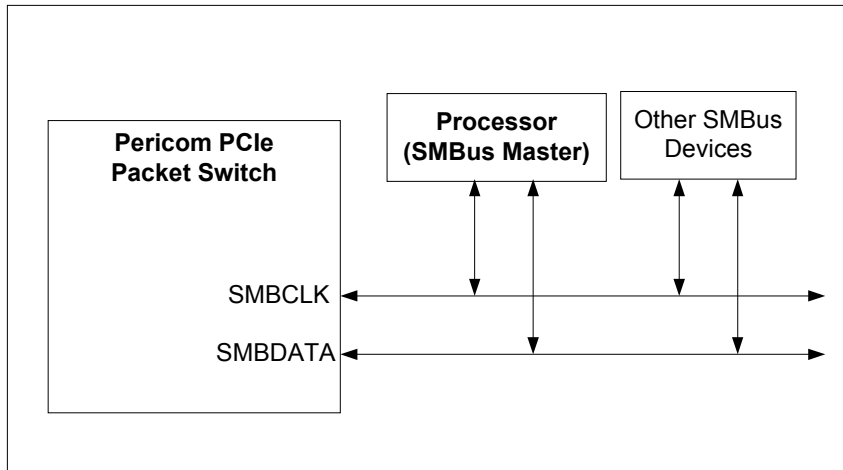 Pericom PCIe
Packet Switch
Processor
(SMBus Master)
Other SMBus
Devices
SMBCLK
SMBDATA